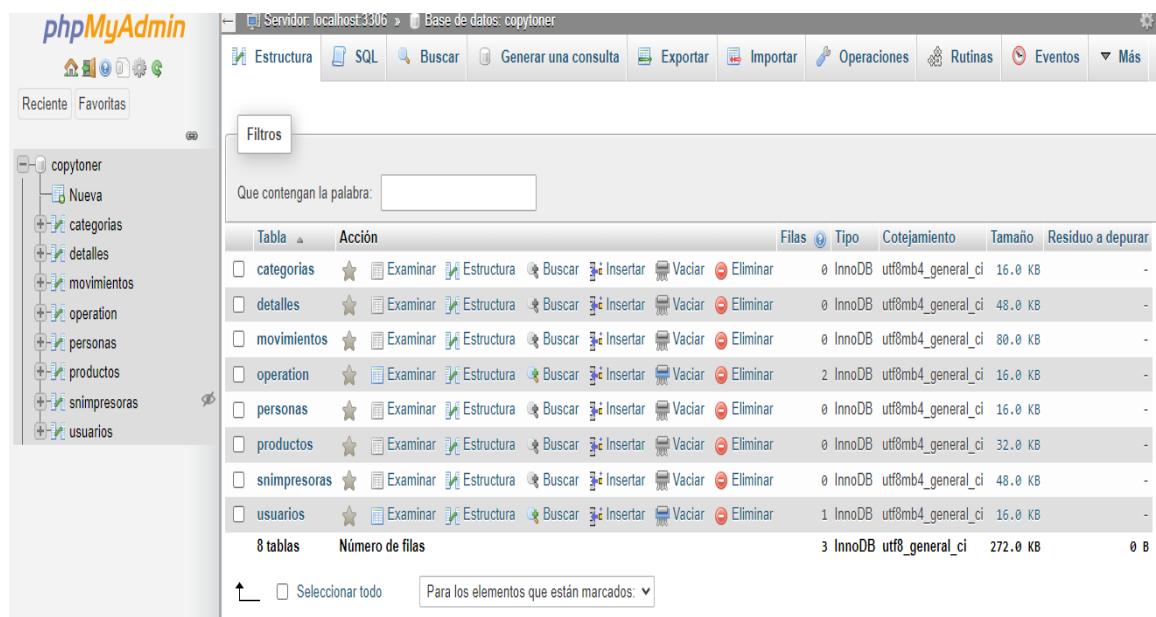 phpMyAdmin
Reciente Favoritas
copytoner
Nueva
categorias
detalles
movimientos
operation
personas
productos
snimpresoras
usuarios
Servidor: localhost:3306 » Base de datos: copytoner
Estructura SQL Buscar Generar una consulta Exportar Importar Operaciones Rutinas Eventos Más
Filtros
Que contengan la palabra:
Tabla Acción Filas Tipo Cotejamiento Tamaño Residuo a depurar
categorias Examinar Estructura Buscar Insertar Vaciar Eliminar 0 InnoDB utf8mb4_general_ci 16.0 KB -
detalles Examinar Estructura Buscar Insertar Vaciar Eliminar 0 InnoDB utf8mb4_general_ci 48.0 KB -
movimientos Examinar Estructura Buscar Insertar Vaciar Eliminar 0 InnoDB utf8mb4_general_ci 80.0 KB -
operation Examinar Estructura Buscar Insertar Vaciar Eliminar 2 InnoDB utf8mb4_general_ci 16.0 KB -
personas Examinar Estructura Buscar Insertar Vaciar Eliminar 0 InnoDB utf8mb4_general_ci 16.0 KB -
productos Examinar Estructura Buscar Insertar Vaciar Eliminar 0 InnoDB utf8mb4_general_ci 32.0 KB -
snimpresoras Examinar Estructura Buscar Insertar Vaciar Eliminar 0 InnoDB utf8mb4_general_ci 48.0 KB -
usuarios Examinar Estructura Buscar Insertar Vaciar Eliminar 1 InnoDB utf8mb4_general_ci 16.0 KB -
8 tablas Número de filas 3 InnoDB utf8_general_ci 272.0 KB 0 B
Seleccionar todo Para los elementos que están marcados: